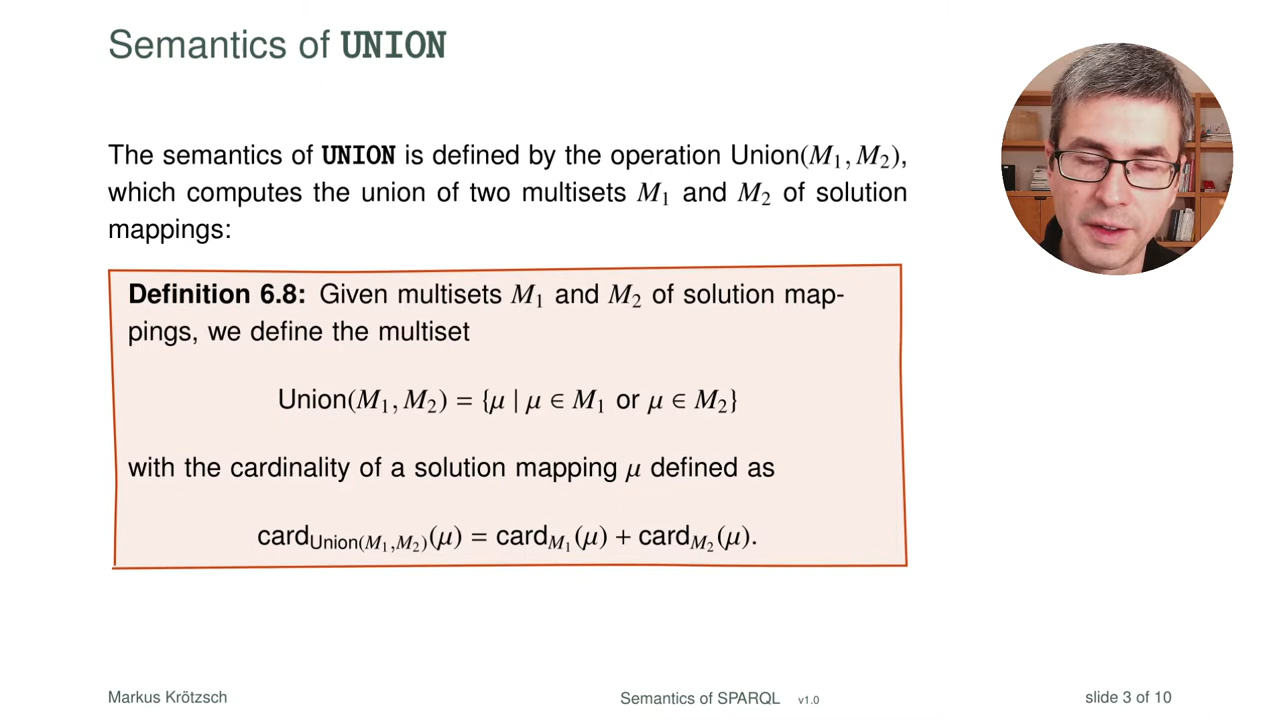 Semantics of UNION
The semantics of UNION is defined by the operation Union(M₁, M₂),
which computes the union of two multisets M₁ and M₂ of solution
mappings:
Definition 6.8: Given multisets M₁ and M₂ of solution map-
pings, we define the multiset
Union(M₁, M₂) = {μ | μ ∈ M₁ or μ ∈ M₂}
with the cardinality of a solution mapping μ defined as
card_Union(M₁,M₂)(μ) = card_M₁(μ) + card_M₂(μ).
Markus Krötzsch Semantics of SPARQL v1.0 slide 3 of 10